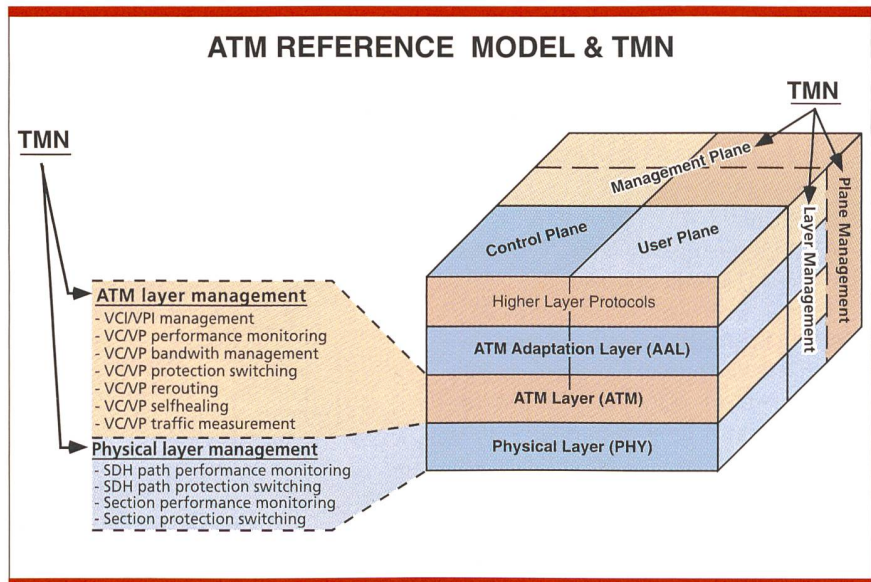 ATM REFERENCE MODEL & TMN
TMN
TMN
Management Plane
Control Plane
User Plane
Layer Management
Plane Management
Higher Layer Protocols
ATM Adaptation Layer (AAL)
ATM Layer (ATM)
Physical Layer (PHY)
ATM layer management
- VCI/VPI management
- VC/VP performance monitoring
- VC/VP bandwith management
- VC/VP protection switching
- VC/VP rerouting
- VC/VP selfhealing
- VC/VP traffic measurement
Physical layer management
- SDH path performance monitoring
- SDH path protection switching
- Section performance monitoring
- Section protection switching